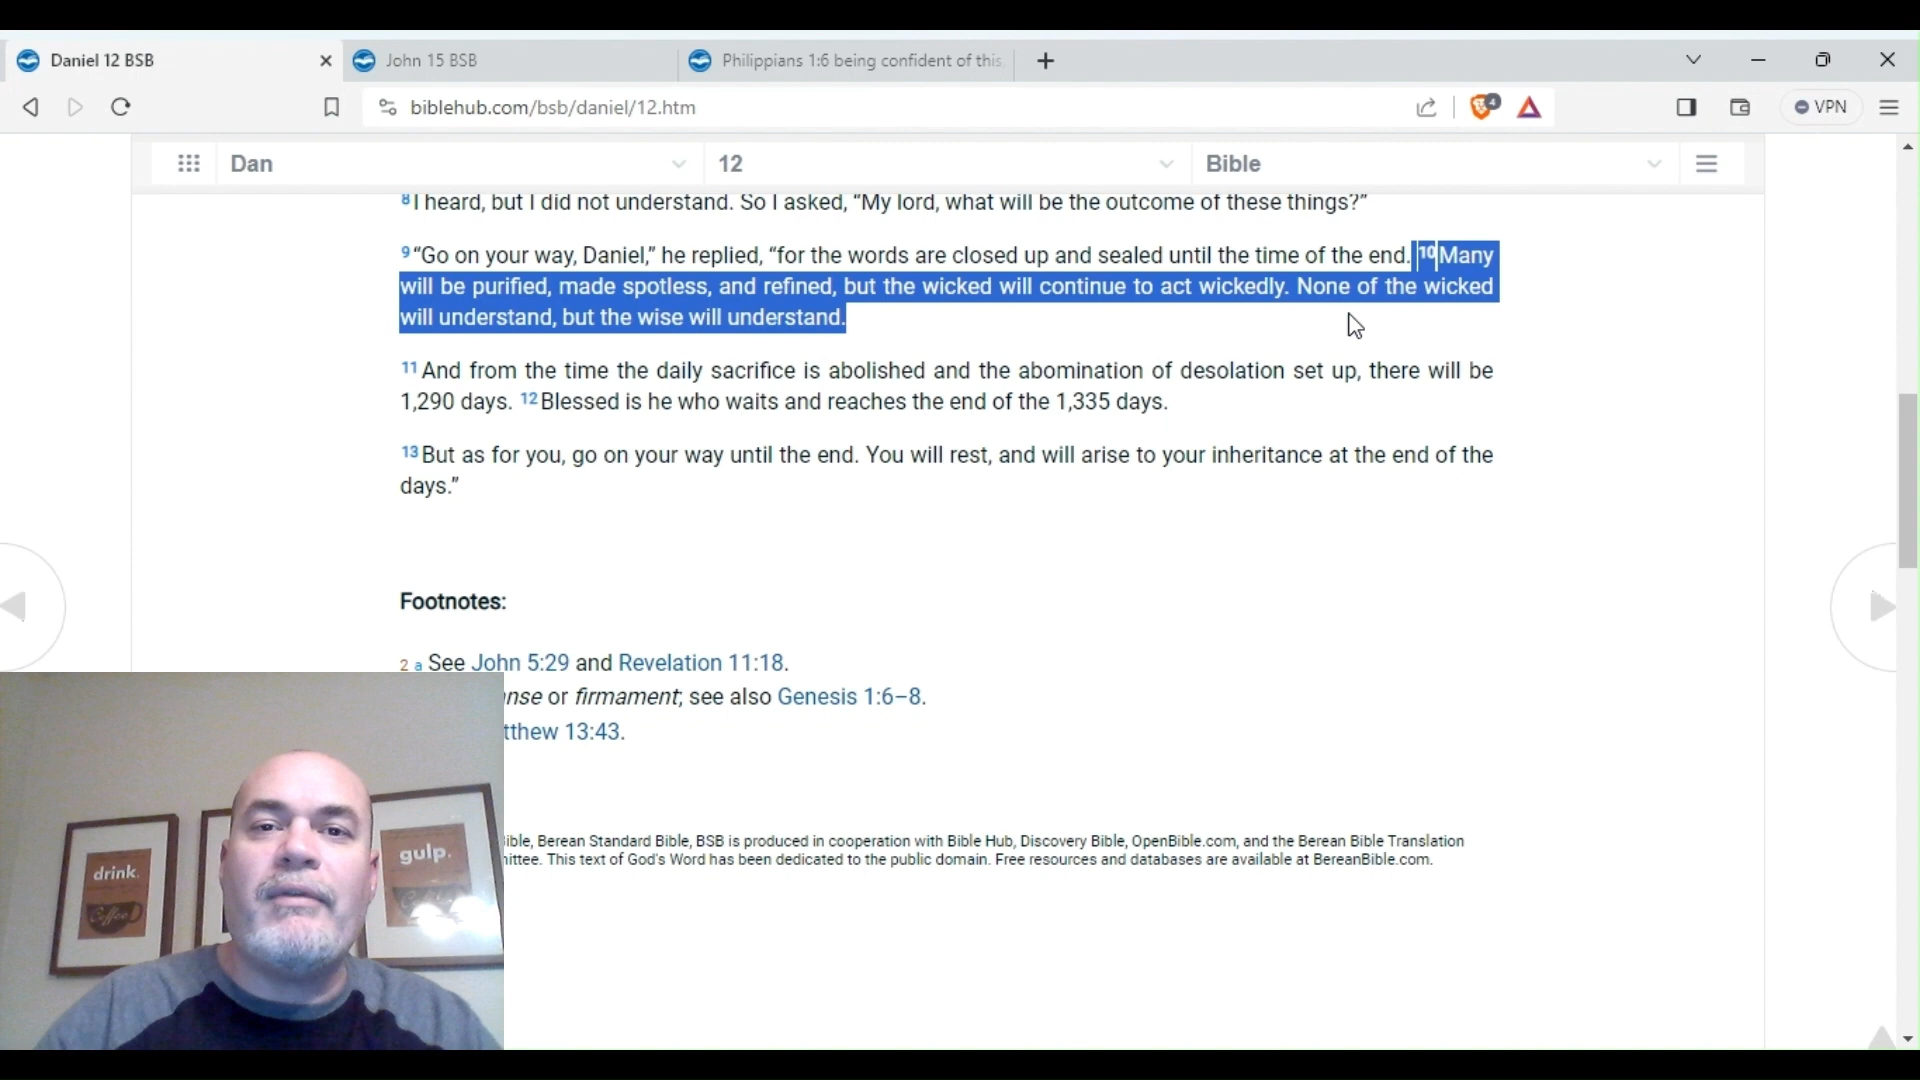 Daniel 12 BSB
John 15 BSB
Philippians 1:6 being confident of this,
biblehub.com/bsb/daniel/12.htm
4
VPN
Dan
12
Bible
8 I heard, but I did not understand. So I asked, “My lord, what will be the outcome of these things?”
9 “Go on your way, Daniel,” he replied, “for the words are closed up and sealed until the time of the end. 10 Many
will be purified, made spotless, and refined, but the wicked will continue to act wickedly. None of the wicked
will understand, but the wise will understand.
11 And from the time the daily sacrifice is abolished and the abomination of desolation set up, there will be
1,290 days. 12 Blessed is he who waits and reaches the end of the 1,335 days.
13 But as for you, go on your way until the end. You will rest, and will arise to your inheritance at the end of the
days.”
Footnotes:
2 a See John 5:29 and Revelation 11:18.
nse or firmament; see also Genesis 1:6–8.
tthew 13:43.
ible, Berean Standard Bible, BSB is produced in cooperation with Bible Hub, Discovery Bible, OpenBible.com, and the Berean Bible Translation
ittee. This text of God's Word has been dedicated to the public domain. Free resources and databases are available at BereanBible.com.
drink.
Coffee
gulp.